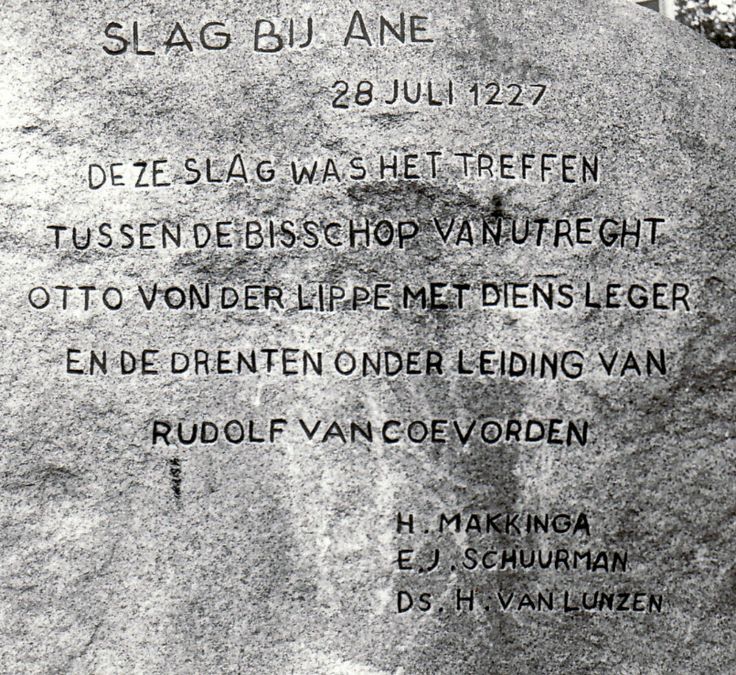 SLAG BIJ ANE
28 JULI 1227
DEZE SLAG WAS HET TREFFEN
TUSSEN DE BISSCHOP VAN UTRECHT
OTTO VON DER LIPPE MET DIENS LEGER
EN DE DRENTEN ONDER LEIDING VAN
RUDOLF VAN COEVORDEN
H. MAKKINGA
E.J. SCHUURMAN
DS. H. VAN LUNZEN